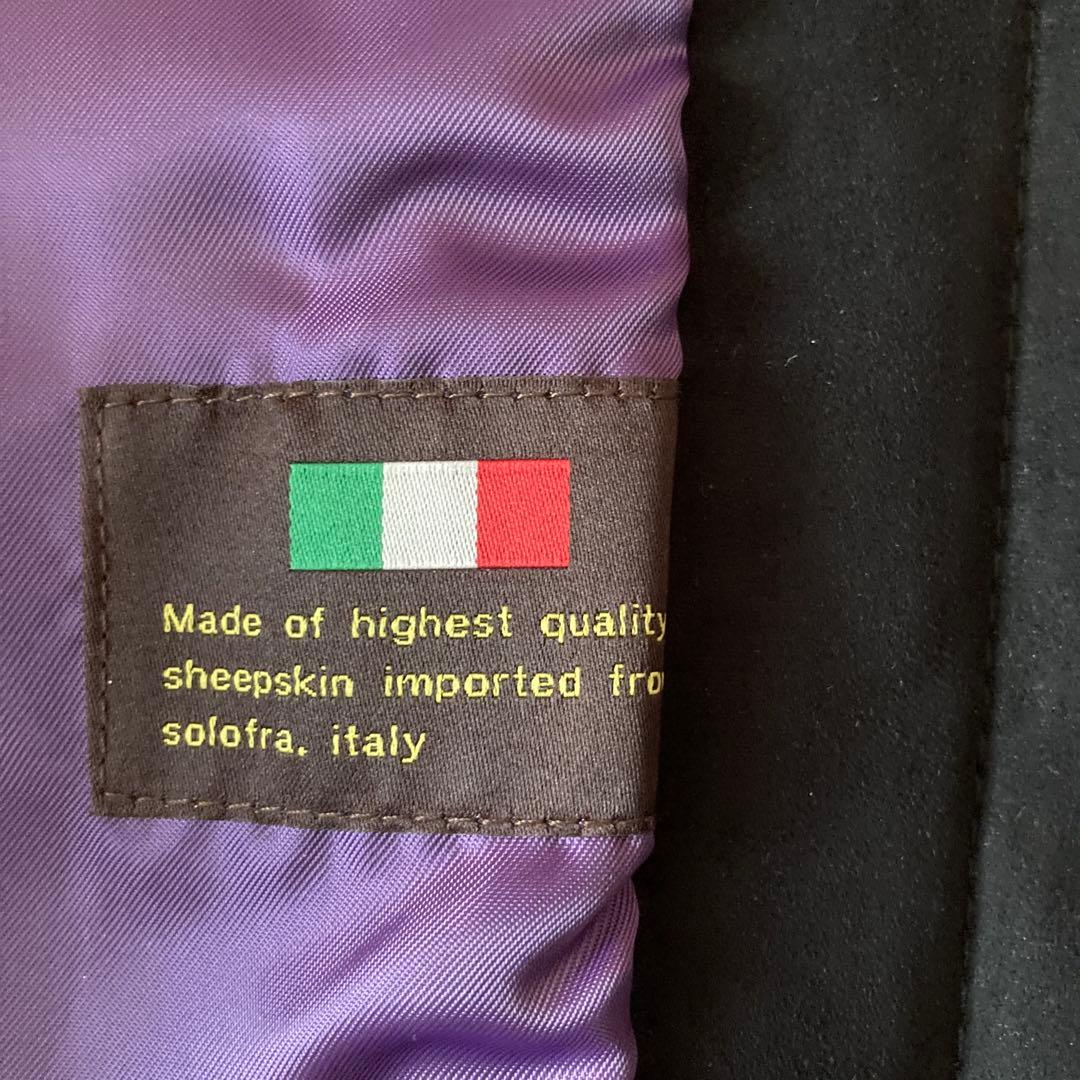 Made of highest quality
sheepskin imported fro
solofra. italy